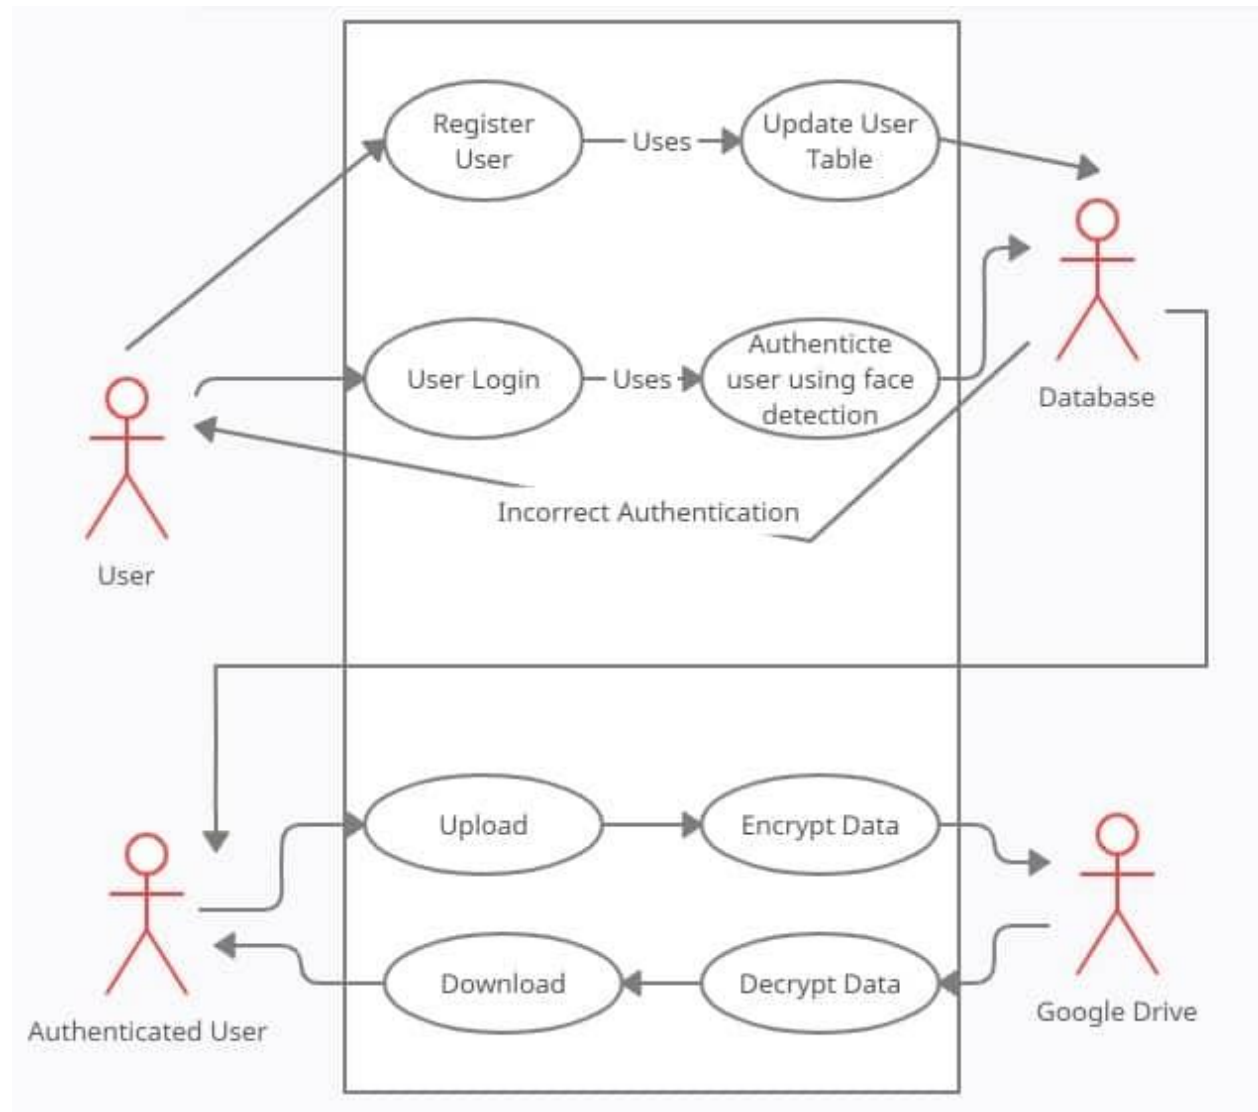 Register
User
Uses
Update User
Table
User Login
Uses
Authenticte
user using face
detection
Database
Incorrect Authentication
User
Upload
Encrypt Data
Download
Decrypt Data
Google Drive
Authenticated User